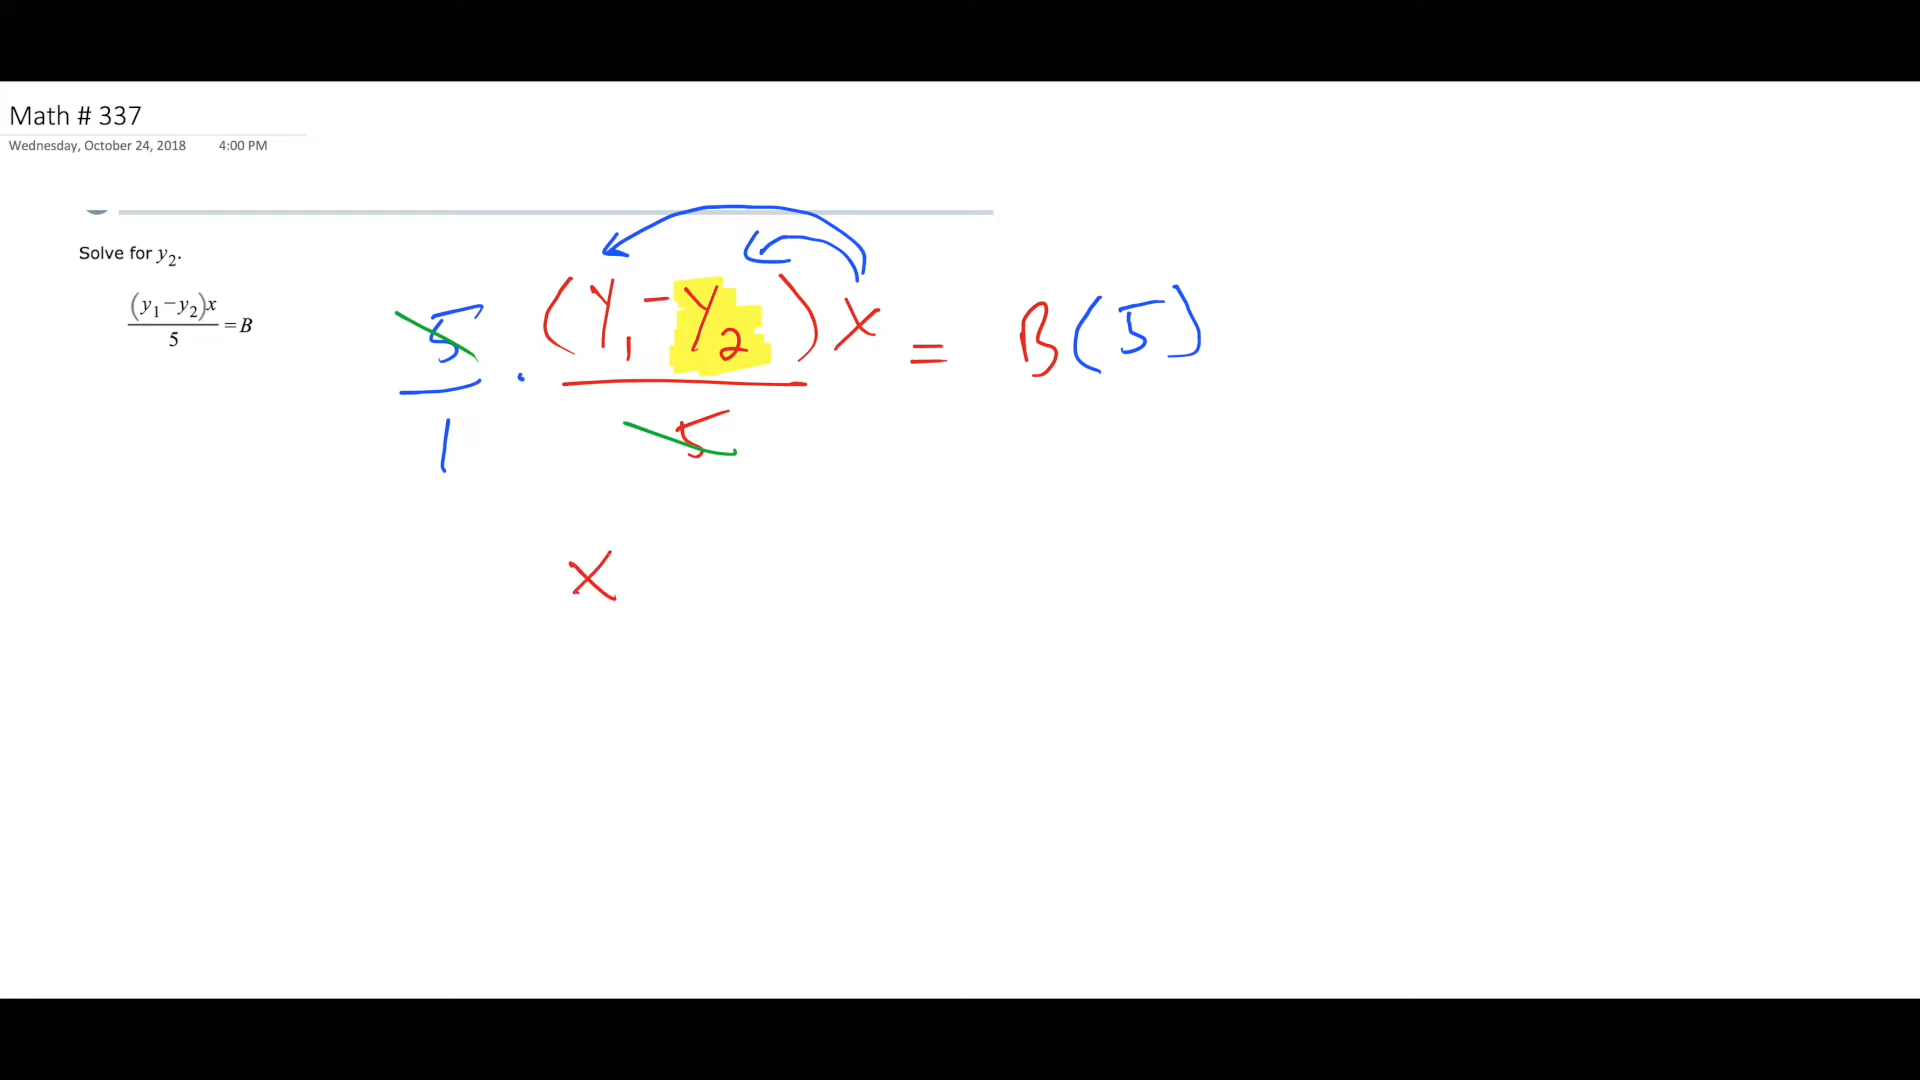 Math # 337
Wednesday, October 24, 2018 4:00 PM
Solve for y₂.
(y₁−y₂)x
5
=B
5 (y₁ − y₂)x
— · — = B(5)
1 5
x